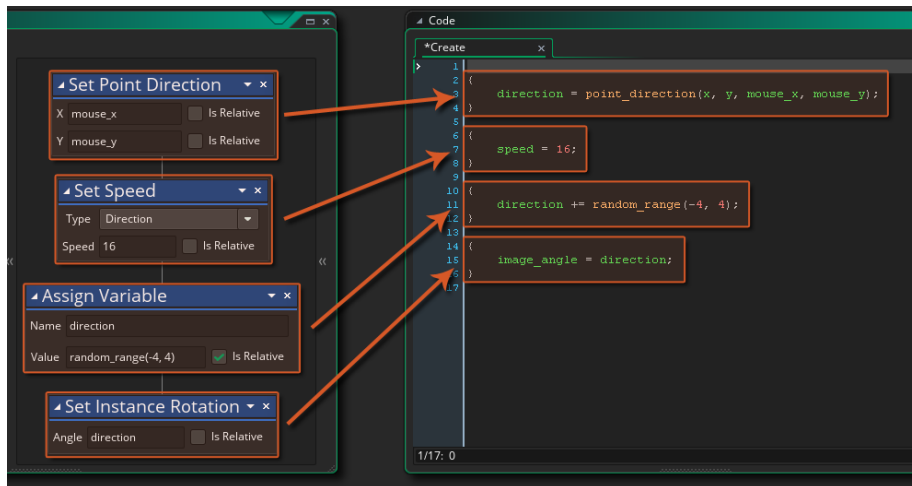 Set Point Direction
X mouse_x Is Relative
Y mouse_y Is Relative
Set Speed
Type Direction
Speed 16 Is Relative
Assign Variable
Name direction
Value random_range(-4, 4) Is Relative
Set Instance Rotation
Angle direction Is Relative
Code
*Create
1
2 {
3 direction = point_direction(x, y, mouse_x, mouse_y);
4 }
5
6 {
7 speed = 16;
8 }
9
10 {
11 direction += random_range(-4, 4);
12 }
13
14 {
15 image_angle = direction;
16 }
17
1/17: 0